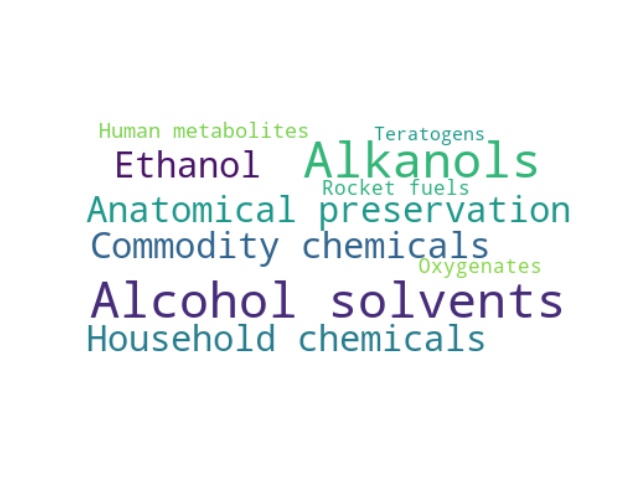 Human metabolites
Teratogens
Ethanol
Alkanols
Rocket fuels
Anatomical preservation
Commodity chemicals
Oxygenates
Alcohol solvents
Household chemicals